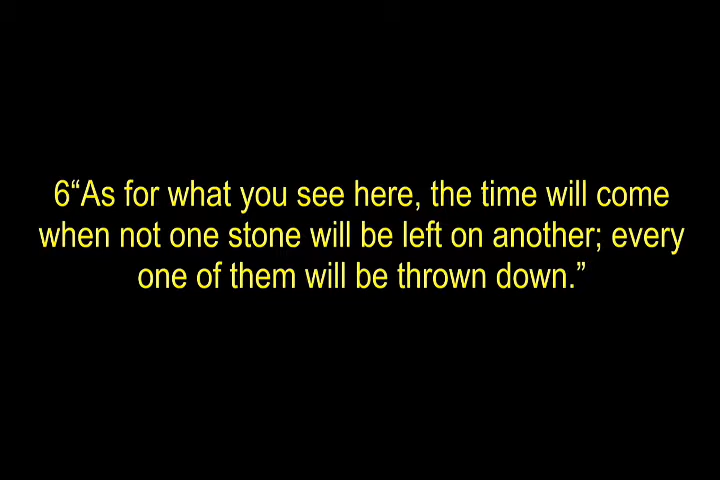 6“As for what you see here, the time will come
when not one stone will be left on another; every
one of them will be thrown down.”